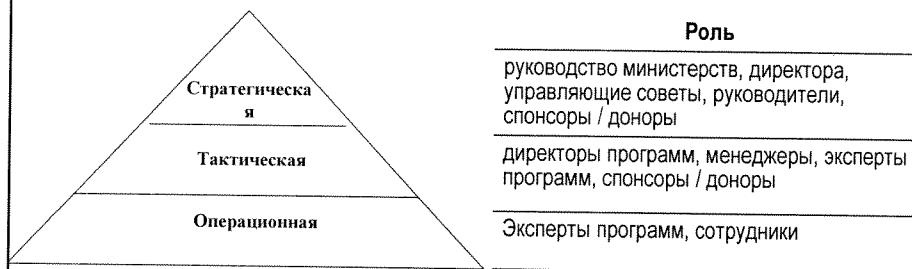 Роль
Стратегическа
я
руководство министерств, директора,
управляющие советы, руководители,
спонсоры / доноры
Тактическая
директоры программ, менеджеры, эксперты
программ, спонсоры / доноры
Операционная
Эксперты программ, сотрудники